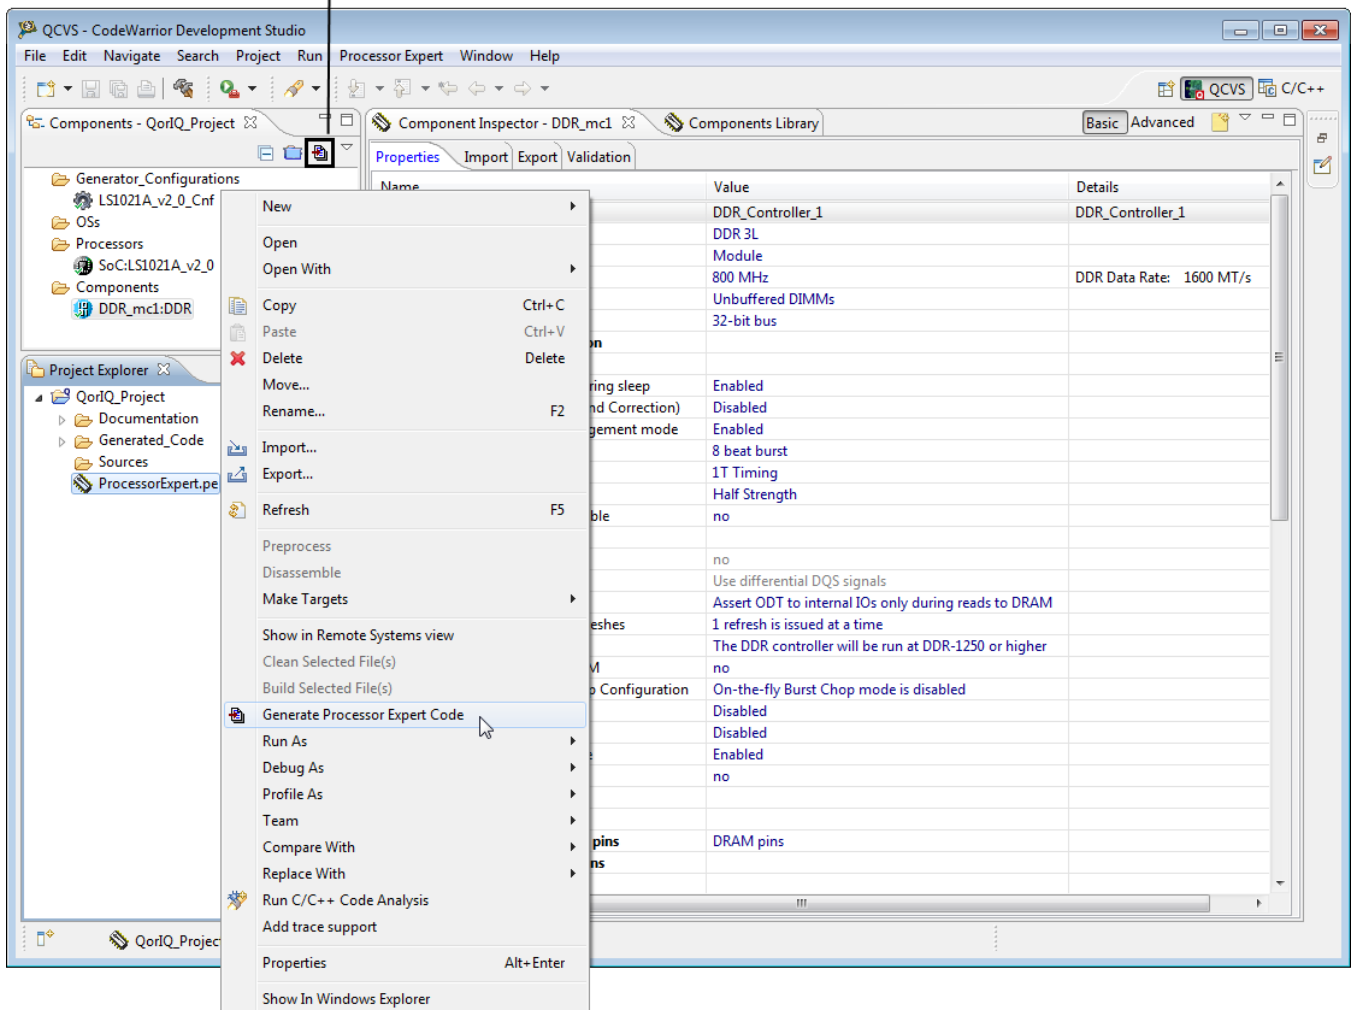 QCVS - CodeWarrior Development Studio
File Edit Navigate Search Project Run Processor Expert Window Help
QCVS C/C++
Components - QorIQ_Project
Component Inspector - DDR_mc1 Components Library
Basic Advanced
Properties Import Export Validation
Generator_Configurations
LS1021A_v2_0_Cnf
OSs
Processors
SoC:LS1021A_v2_0
Components
DDR_mc1:DDR
Project Explorer
QorIQ_Project
Documentation
Generated_Code
Sources
ProcessorExpert.pe
QorIQ_Projec
New
Open
Open With
Copy Ctrl+C
Paste Ctrl+V
Delete Delete
Move...
Rename... F2
Import...
Export...
Refresh F5
Preprocess
Disassemble
Make Targets
Show in Remote Systems view
Clean Selected File(s)
Build Selected File(s)
Generate Processor Expert Code
Run As
Debug As
Profile As
Team
Compare With
Replace With
Run C/C++ Code Analysis
Add trace support
Properties Alt+Enter
Show In Windows Explorer
Name Value Details
DDR_Controller_1 DDR_Controller_1
DDR 3L
Module
800 MHz DDR Data Rate: 1600 MT/s
Unbuffered DIMMs
32-bit bus
on
ring sleep Enabled
nd Correction) Disabled
gement mode Enabled
8 beat burst
1T Timing
Half Strength
ble no
no
Use differential DQS signals
Assert ODT to internal IOs only during reads to DRAM
eshes 1 refresh is issued at a time
The DDR controller will be run at DDR-1250 or higher
M no
p Configuration On-the-fly Burst Chop mode is disabled
Disabled
Disabled
Enabled
no
pins DRAM pins
ns